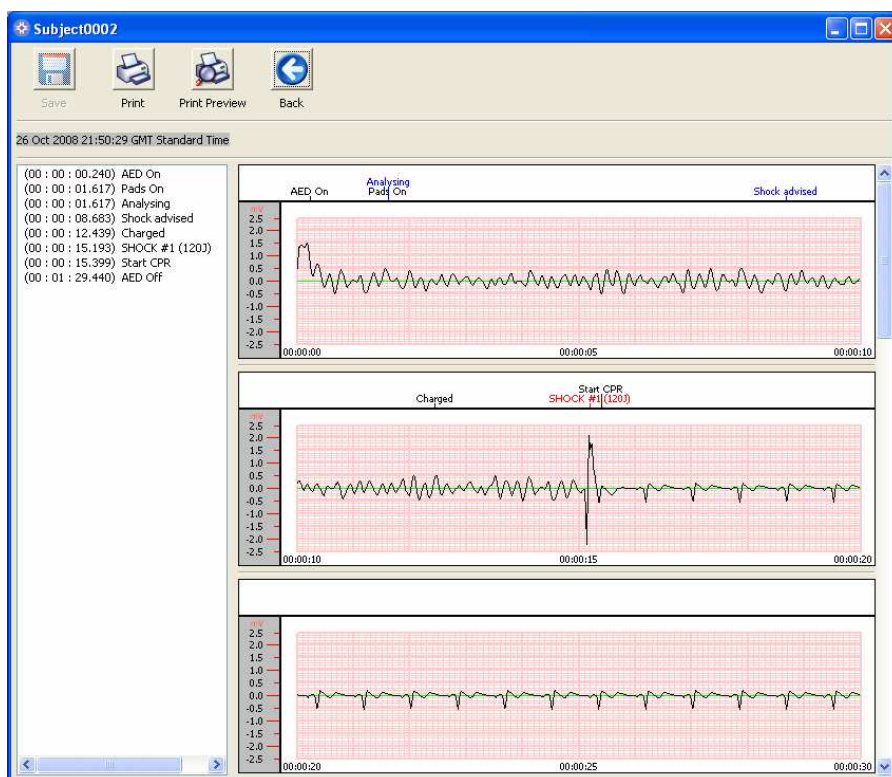 Subject0002
Save Print Print Preview Back
26 Oct 2008 21:50:29 GMT Standard Time
(00 : 00 : 00.240) AED On
(00 : 00 : 01.617) Pads On
(00 : 00 : 01.617) Analysing
(00 : 00 : 08.683) Shock advised
(00 : 00 : 12.439) Charged
(00 : 00 : 15.193) SHOCK #1 (120J)
(00 : 00 : 15.399) Start CPR
(00 : 01 : 29.440) AED Off
Analysing
AED On Pads On Shock advised
mV
2.5
2.0
1.5
1.0
0.5
0.0
-0.5
-1.0
-1.5
-2.0
-2.5
00:00:00 00:00:05 00:00:10
Start CPR
Charged SHOCK #1 (120J)
mV
2.5
2.0
1.5
1.0
0.5
0.0
-0.5
-1.0
-1.5
-2.0
-2.5
00:00:10 00:00:15 00:00:20
mV
2.5
2.0
1.5
1.0
0.5
0.0
-0.5
-1.0
-1.5
-2.0
-2.5
00:00:20 00:00:25 00:00:30